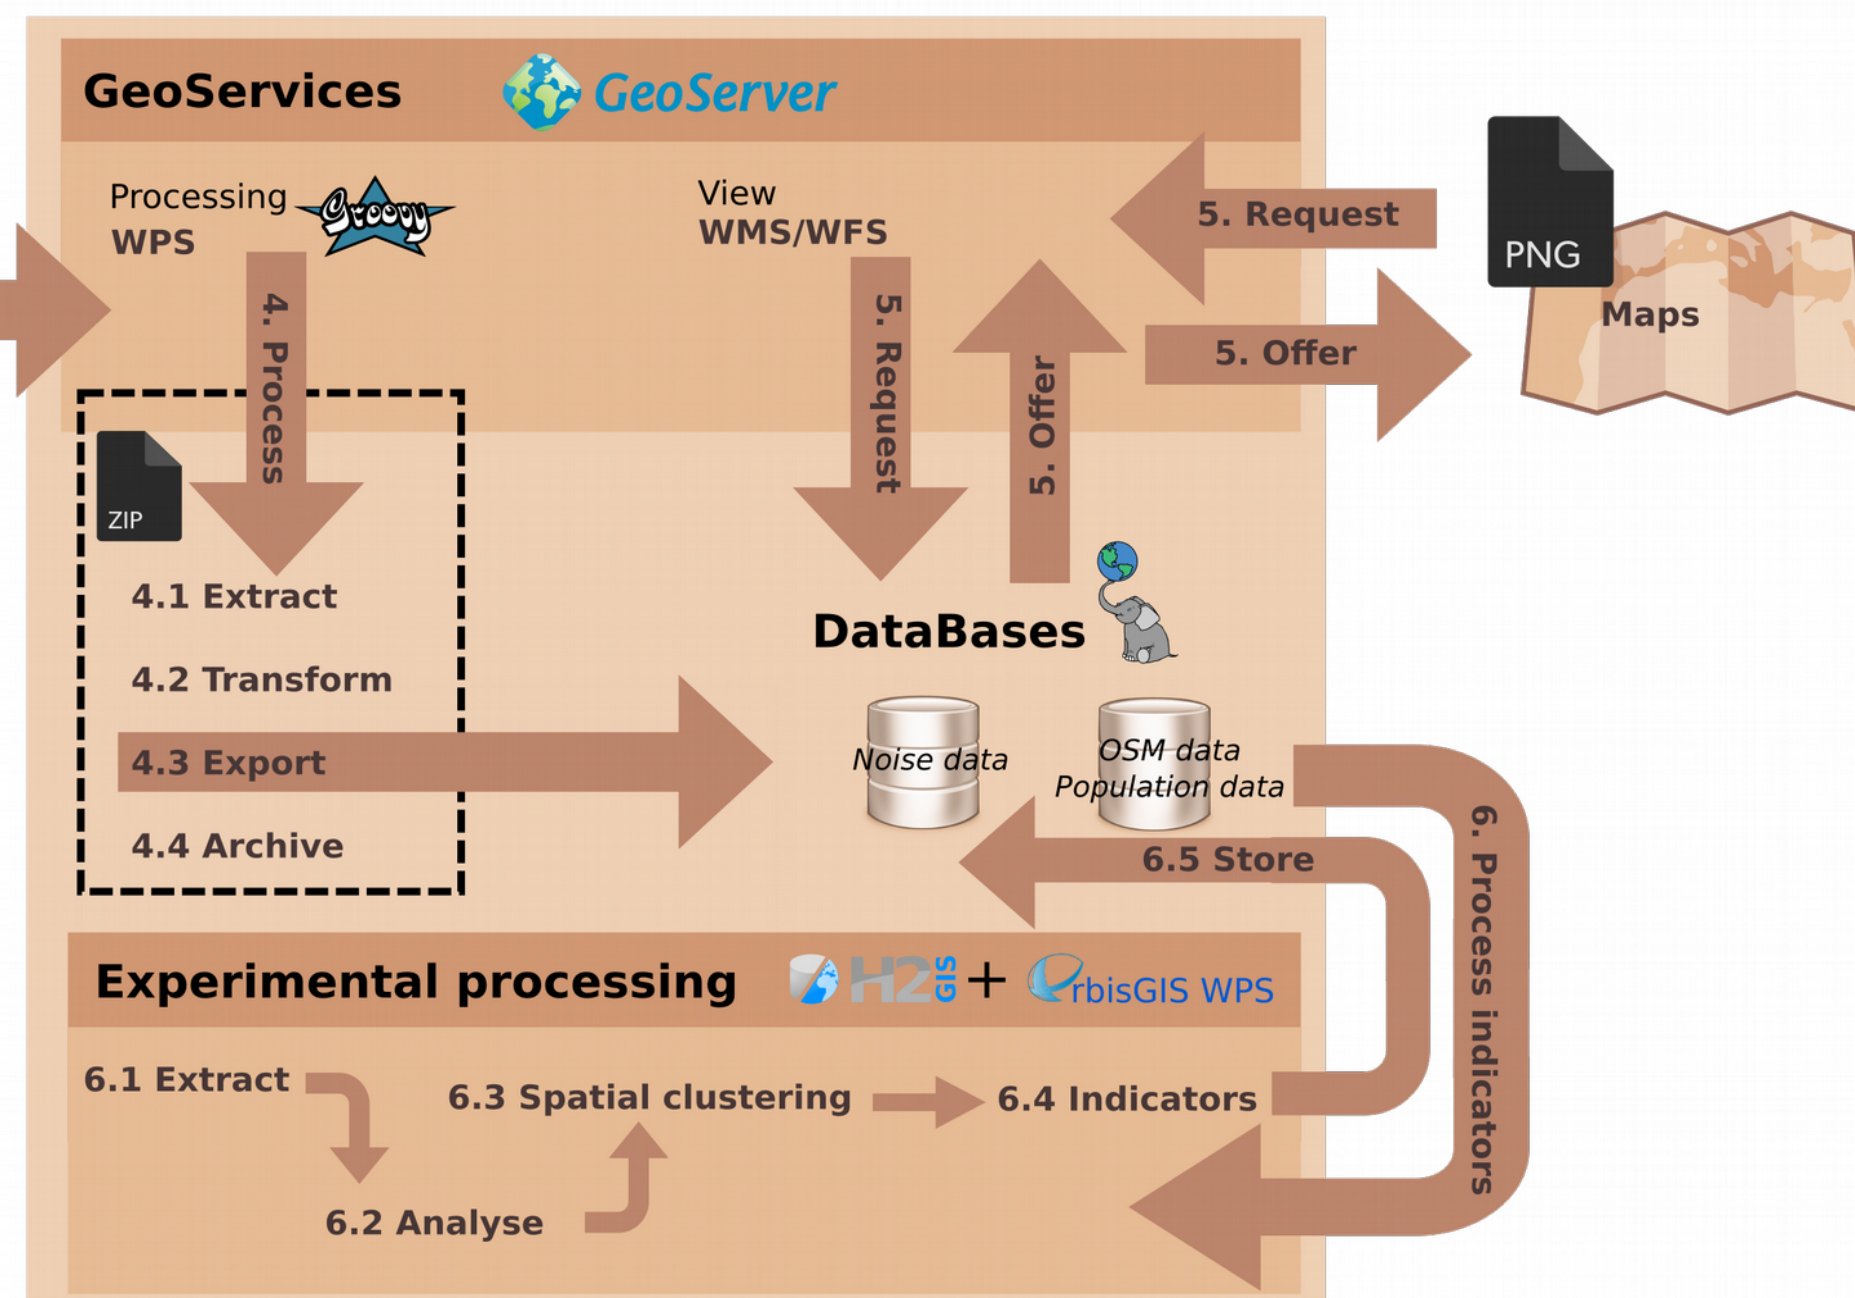 GeoServices
GeoServer
Processing
WPS
Groovy
View
WMS/WFS
5. Request
PNG
Maps
5. Offer
4. Process
5. Request
5. Offer
ZIP
4.1 Extract
4.2 Transform
4.3 Export
4.4 Archive
DataBases
Noise data
OSM data
Population data
6.5 Store
6. Process indicators
Experimental processing
H2 GIS + OrbisGIS WPS
6.1 Extract
6.2 Analyse
6.3 Spatial clustering
6.4 Indicators